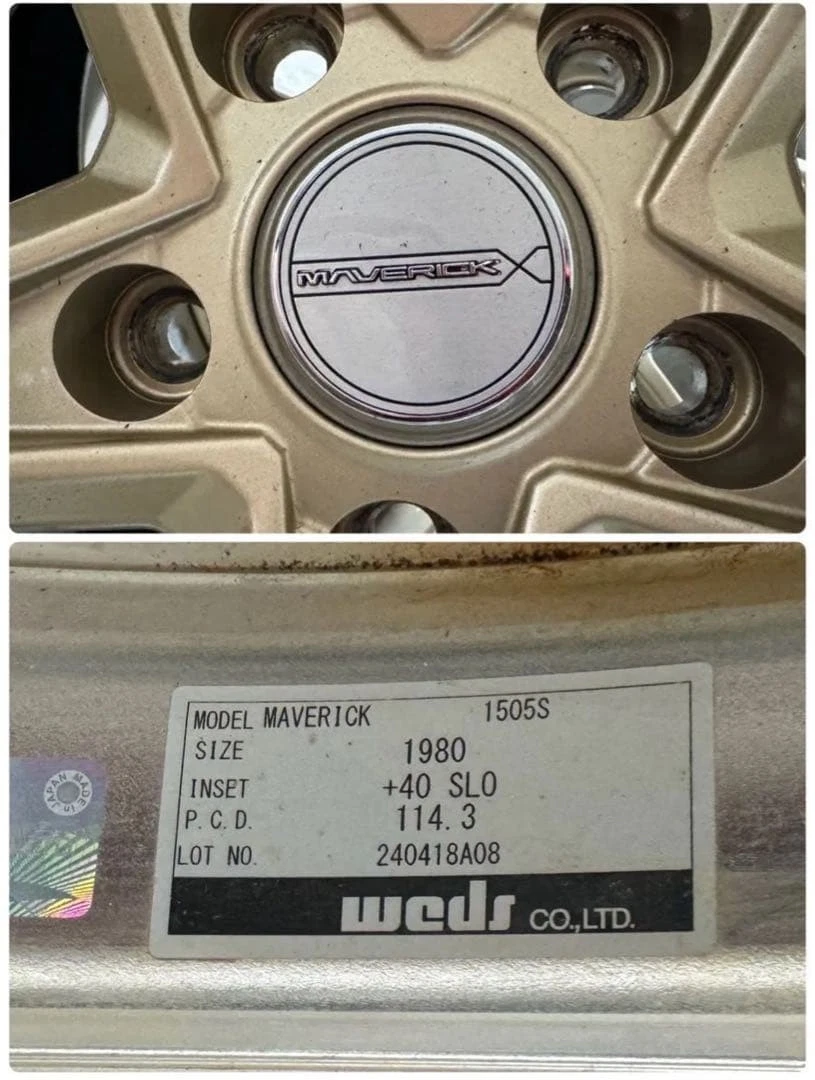 MAVERICK X
MODEL MAVERICK 1505S
SIZE 1980
INSET +40 SLO
P.C.D. 114.3
LOT NO. 240418A08
weds CO.,LTD.
MADE in JAPAN